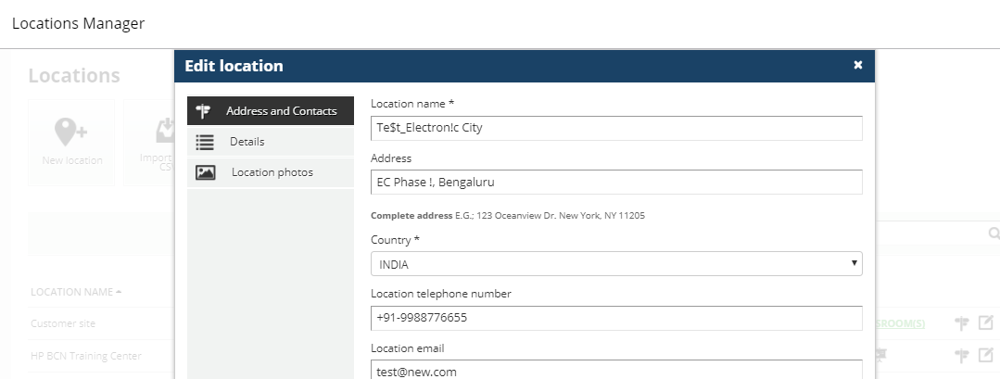 Locations Manager
Locations
Edit location
Address and Contacts
Details
Location photos
New location
Import
Location name *
Te$t_Electron!c City
Address
EC Phase !, Bengaluru
Complete address E.G.; 123 Oceanview Dr. New York, NY 11205
Country *
INDIA
Location telephone number
+91-9988776655
Location email
test@new.com
LOCATION NAME
Customer site
HP BCN Training Center
SROOM(S)